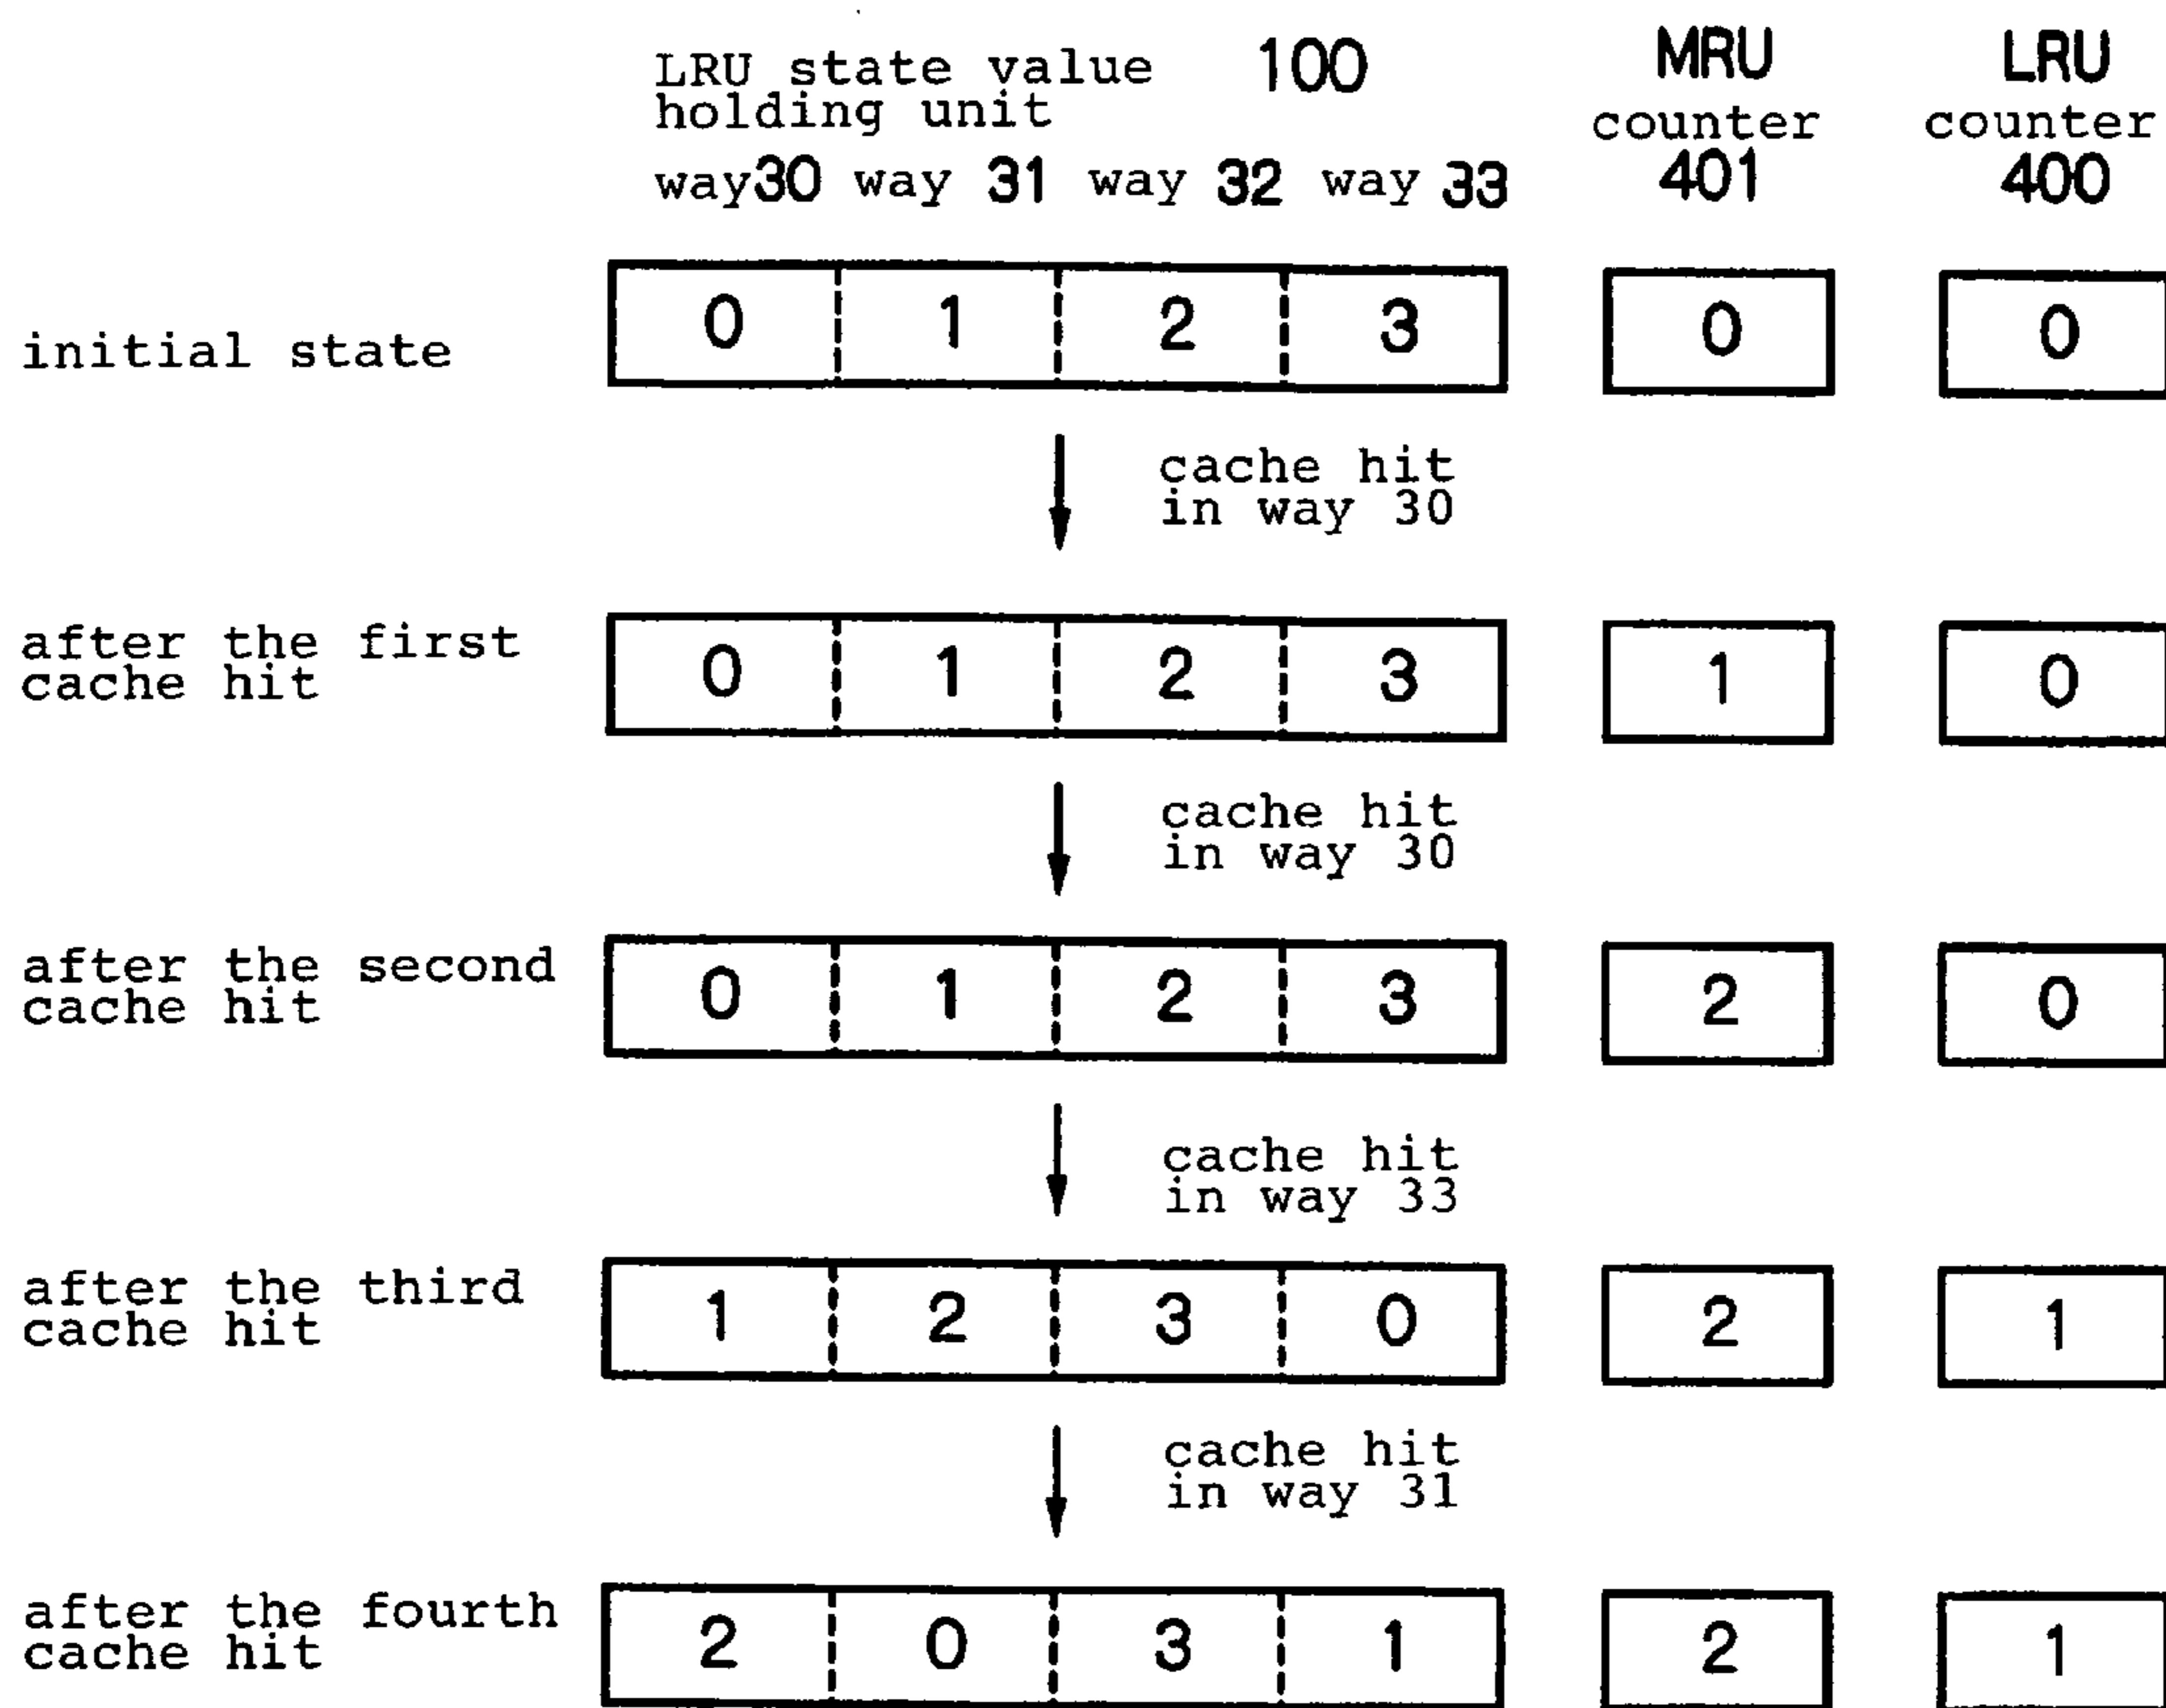 LRU state value 100 MRU LRU
holding unit counter counter
way30 way 31 way 32 way 33 401 400
initial state 0 1 2 3 0 0
cache hit
in way 30
after the first
cache hit 0 1 2 3 1 0
cache hit
in way 30
after the second
cache hit 0 1 2 3 2 0
cache hit
in way 33
after the third
cache hit 1 2 3 0 2 1
cache hit
in way 31
after the fourth
cache hit 2 0 3 1 2 1